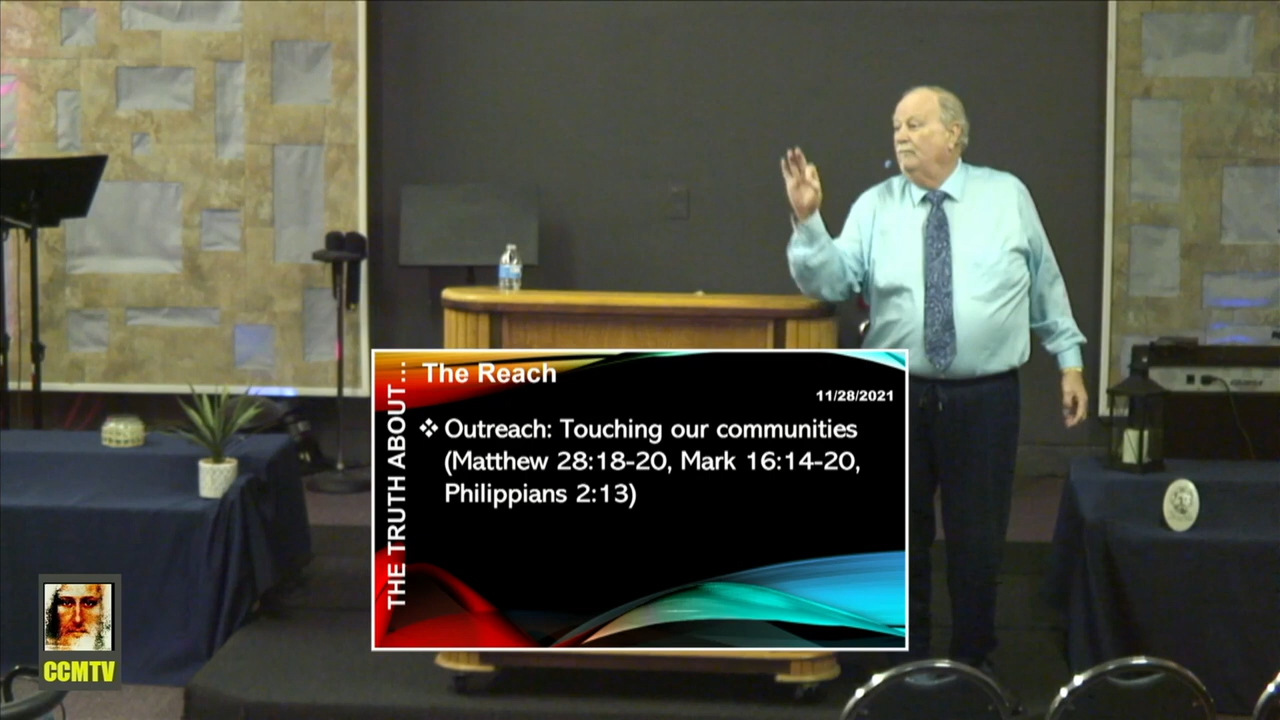 THE TRUTH ABOUT...
The Reach
11/28/2021
❖ Outreach: Touching our communities
(Matthew 28:18-20, Mark 16:14-20,
Philippians 2:13)
CCMTV